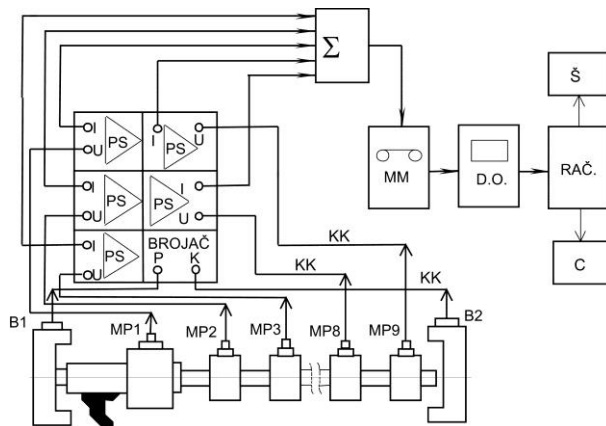 Σ
Š
I
PS
U
I
PS
U
MM
D.O.
RAČ.
I
PS
U
PS
I
U
C
I
PS
U
BROJAČ
P
K
KK
KK
KK
B1
MP1
MP2
MP3
MP8
MP9
B2